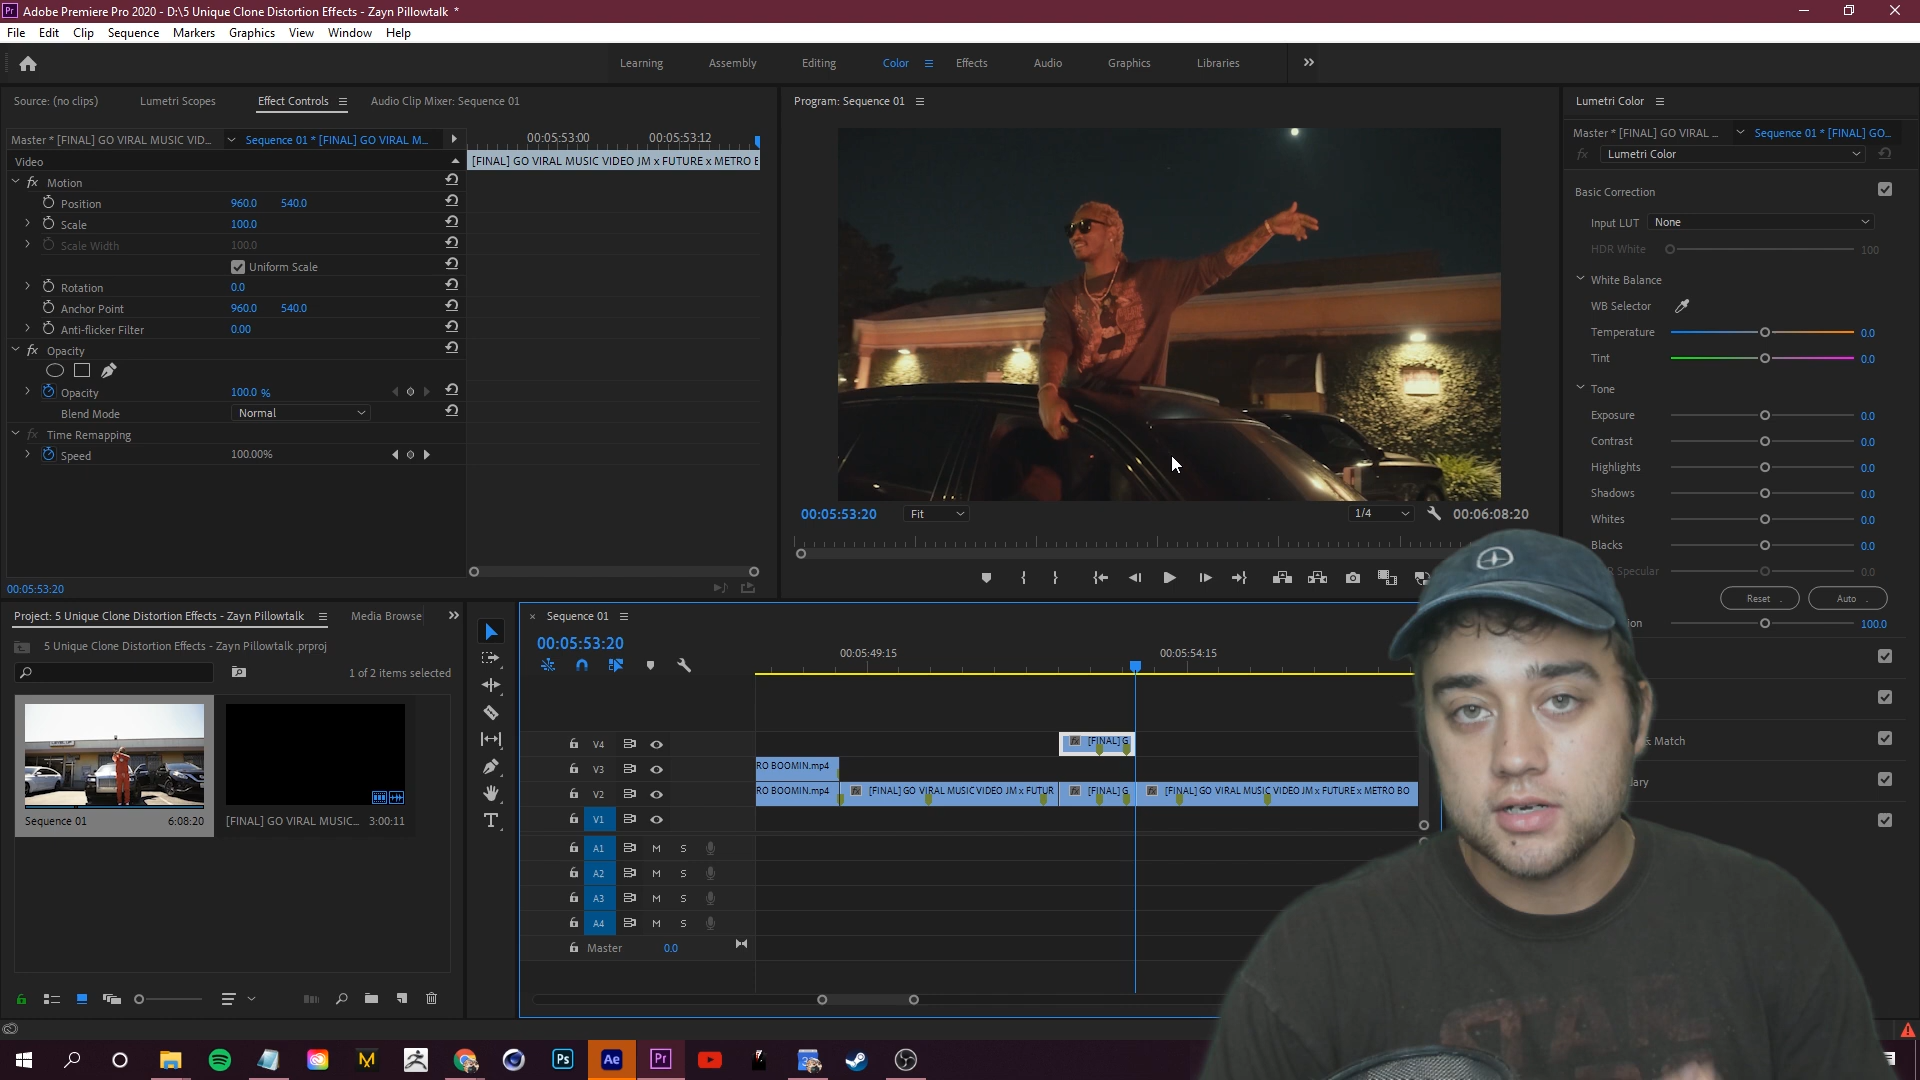 Adobe Premiere Pro 2020 - D:\5 Unique Clone Distortion Effects - Zayn Pillowtalk *
File Edit Clip Sequence Markers Graphics View Window Help
Learning Assembly Editing Color Effects Audio Graphics Libraries
Source: (no clips) Lumetri Scopes Effect Controls Audio Clip Mixer: Sequence 01
Program: Sequence 01
Lumetri Color
Master * [FINAL] GO VIRAL MUSIC VID... Sequence 01 * [FINAL] GO VIRAL M...
00:05:53:00 00:05:53:12
Master * [FINAL] GO VIRAL ... Sequence 01 * [FINAL] GO...
Video
[FINAL] GO VIRAL MUSIC VIDEO JM x FUTURE x METRO B
fx Lumetri Color
fx Motion
Position 960.0 540.0
Scale 100.0
Scale Width 100.0
Uniform Scale
Rotation 0.0
Anchor Point 960.0 540.0
Anti-flicker Filter 0.00
fx Opacity
Opacity 100.0 %
Blend Mode Normal
fx Time Remapping
Speed 100.00%
00:05:53:20
00:05:53:20 Fit 1/4 00:06:08:20
Basic Correction
Input LUT None
HDR White 100
White Balance
WB Selector
Temperature 0.0
Tint 0.0
Tone
Exposure 0.0
Contrast 0.0
Highlights 0.0
Shadows 0.0
Whites 0.0
Blacks 0.0
Specular 0.0
Reset Auto
100.0
Match
Project: 5 Unique Clone Distortion Effects - Zayn Pillowtalk Media Browse
5 Unique Clone Distortion Effects - Zayn Pillowtalk .prproj
1 of 2 items selected
Sequence 01 6:08:20
[FINAL] GO VIRAL MUSIC... 3:00:11
Sequence 01
00:05:53:20
00:05:49:15 00:05:54:15
V4 [FINAL] G
V3 RO BOOMIN.mp4
V2 RO BOOMIN.mp4 [FINAL] GO VIRAL MUSIC VIDEO JM x FUTUR [FINAL] G [FINAL] GO VIRAL MUSIC VIDEO JM x FUTURE x METRO BO
V1
A1 M S
A2 M S
A3 M S
A4 M S
Master 0.0
Ps Ae Pr